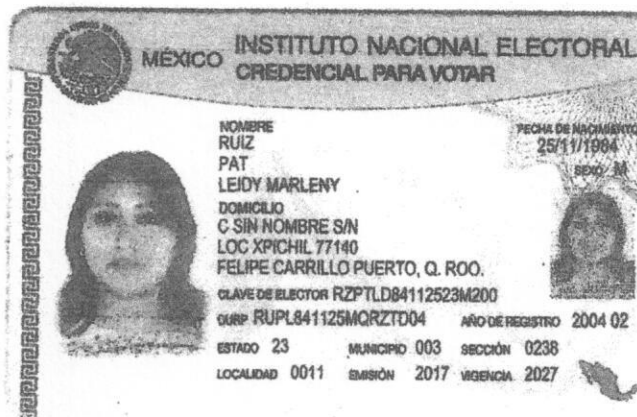 MÉXICO
INSTITUTO NACIONAL ELECTORAL
CREDENCIAL PARA VOTAR
NOMBRE
RUIZ
PAT
LEIDY MARLENY
FECHA DE NACIMIENTO
25/11/1984
SEXO M
DOMICILIO
C SIN NOMBRE S/N
LOC XPICHIL 77140
FELIPE CARRILLO PUERTO, Q. ROO.
CLAVE DE ELECTOR RZPTLD84112523M200
CURP RUPL841125MQRZTD04 AÑO DE REGISTRO 2004 02
ESTADO 23 MUNICIPIO 003 SECCIÓN 0238
LOCALIDAD 0011 EMISIÓN 2017 VIGENCIA 2027